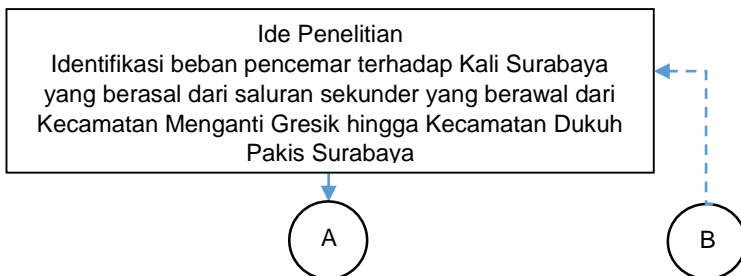 Ide Penelitian
Identifikasi beban pencemar terhadap Kali Surabaya
yang berasal dari saluran sekunder yang berawal dari
Kecamatan Menganti Gresik hingga Kecamatan Dukuh
Pakis Surabaya
A
B